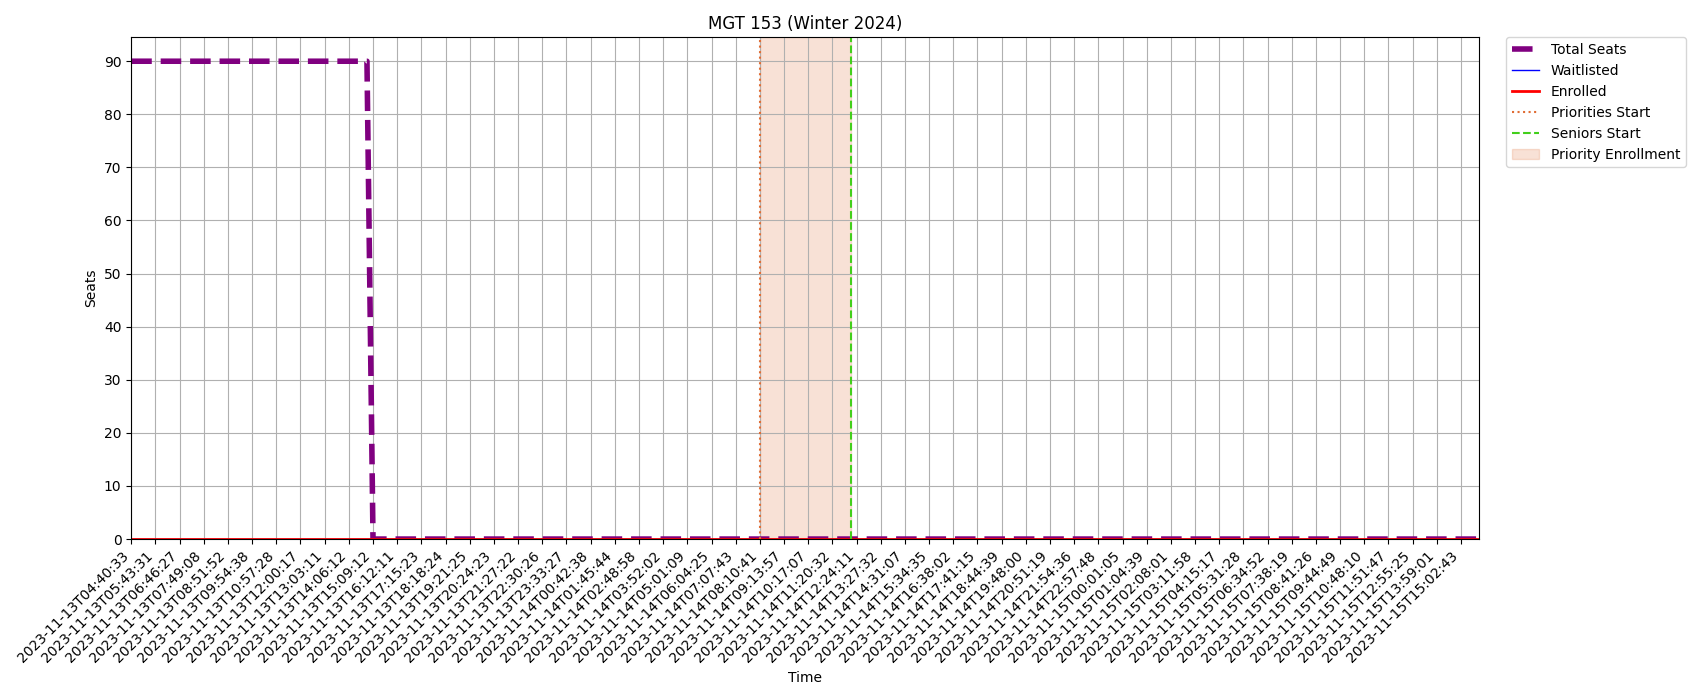 MGT 153 (Winter 2024)
Total Seats
Waitlisted
Enrolled
Priorities Start
Seniors Start
Priority Enrollment
Seats
90
80
70
60
50
40
30
20
10
0
2023-11-13T04:40:33
2023-11-13T05:43:31
2023-11-13T06:46:27
2023-11-13T07:49:08
2023-11-13T08:51:52
2023-11-13T09:54:38
2023-11-13T10:57:28
2023-11-13T12:00:17
2023-11-13T13:03:11
2023-11-13T14:06:12
2023-11-13T15:09:12
2023-11-13T16:12:11
2023-11-13T17:15:23
2023-11-13T18:18:24
2023-11-13T19:21:25
2023-11-13T20:24:23
2023-11-13T21:27:22
2023-11-13T22:30:26
2023-11-13T23:33:27
2023-11-14T00:42:38
2023-11-14T01:45:44
2023-11-14T02:48:58
2023-11-14T03:52:02
2023-11-14T05:01:09
2023-11-14T06:04:25
2023-11-14T07:07:43
2023-11-14T08:10:41
2023-11-14T09:13:57
2023-11-14T10:17:07
2023-11-14T11:20:32
2023-11-14T12:24:11
2023-11-14T13:27:32
2023-11-14T14:31:07
2023-11-14T15:34:35
2023-11-14T16:38:02
2023-11-14T17:41:15
2023-11-14T18:44:39
2023-11-14T19:48:00
2023-11-14T20:51:19
2023-11-14T21:54:36
2023-11-14T22:57:48
2023-11-15T00:01:05
2023-11-15T01:04:39
2023-11-15T02:08:01
2023-11-15T03:11:58
2023-11-15T04:15:17
2023-11-15T05:31:28
2023-11-15T06:34:52
2023-11-15T07:38:19
2023-11-15T08:41:26
2023-11-15T09:44:49
2023-11-15T10:48:10
2023-11-15T11:51:47
2023-11-15T12:55:25
2023-11-15T13:59:01
2023-11-15T15:02:43
Time